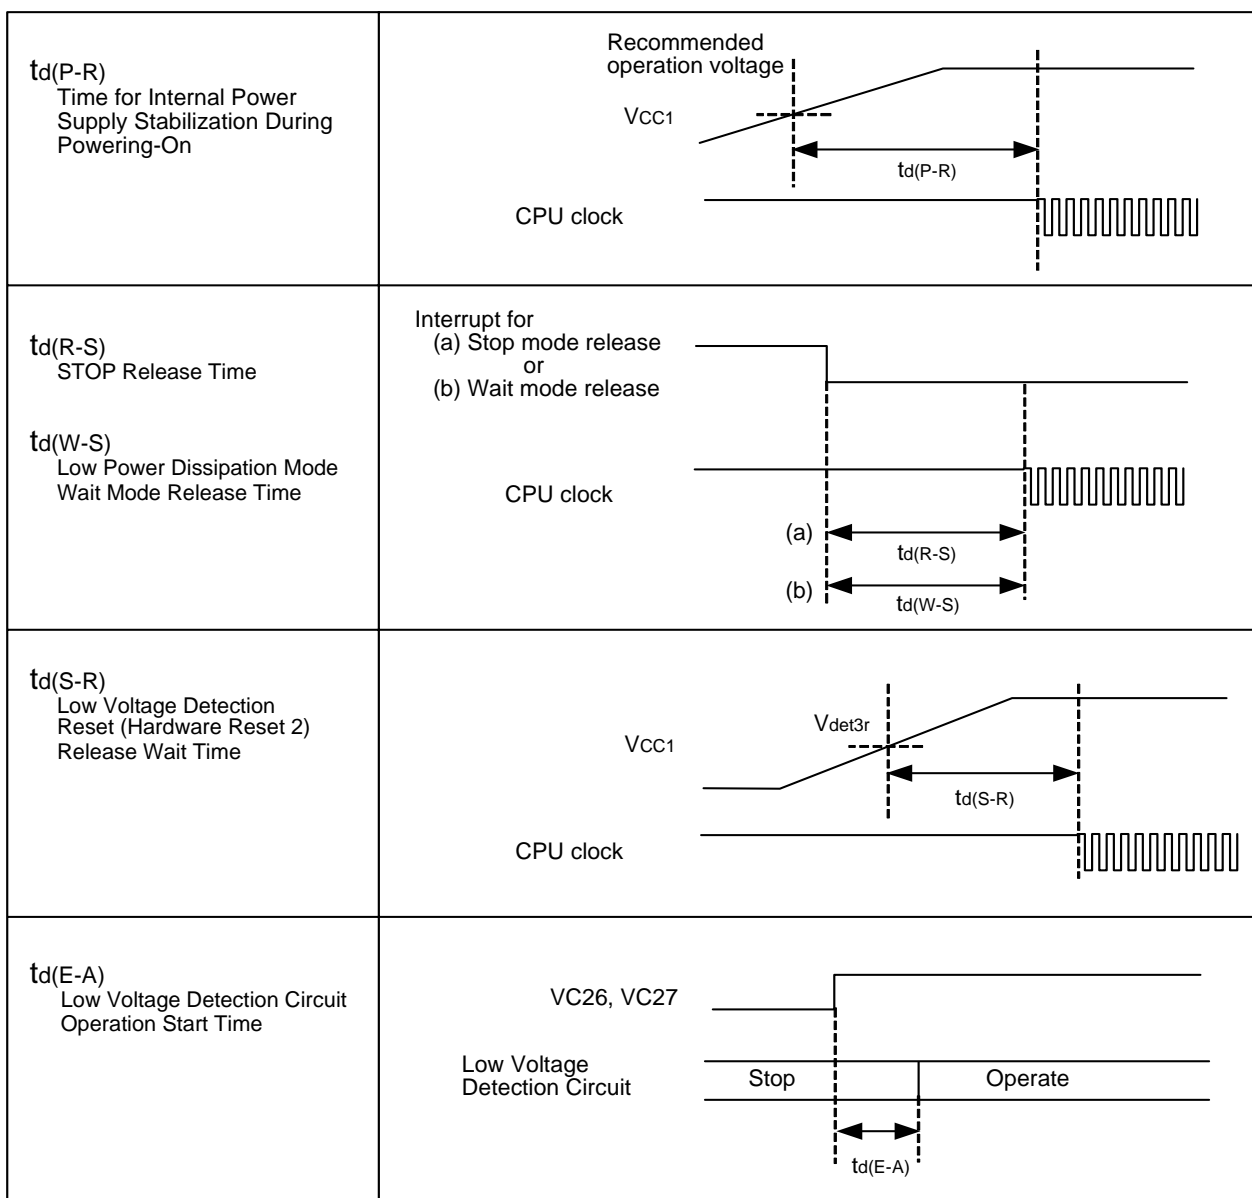 td(P-R)
Time for Internal Power
Supply Stabilization During
Powering-On
Recommended
operation voltage
VCC1
td(P-R)
CPU clock
td(R-S)
STOP Release Time
td(W-S)
Low Power Dissipation Mode
Wait Mode Release Time
Interrupt for
(a) Stop mode release
or
(b) Wait mode release
CPU clock
(a)
td(R-S)
(b)
td(W-S)
td(S-R)
Low Voltage Detection
Reset (Hardware Reset 2)
Release Wait Time
Vdet3r
VCC1
td(S-R)
CPU clock
td(E-A)
Low Voltage Detection Circuit
Operation Start Time
VC26, VC27
Low Voltage
Detection Circuit
Stop
Operate
td(E-A)